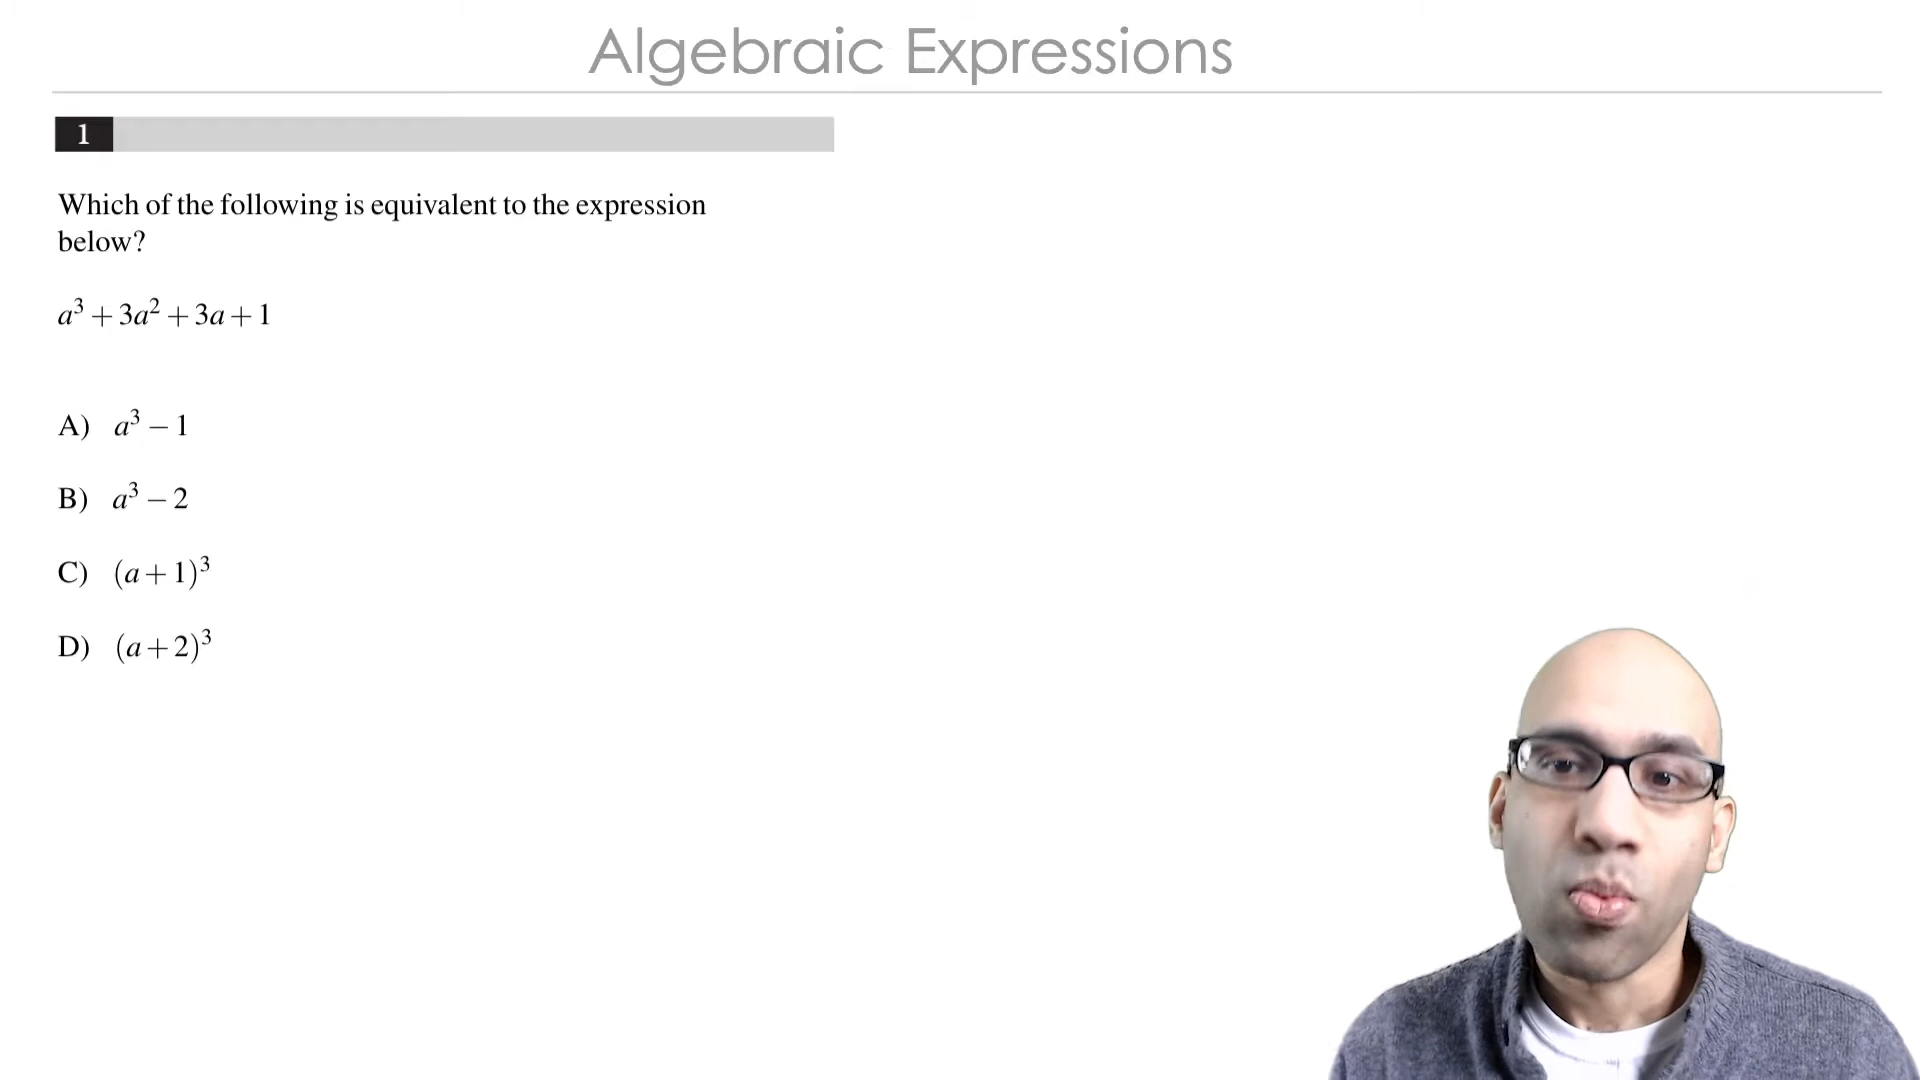 Algebraic Expressions
1
Which of the following is equivalent to the expression
below?
a³ + 3a² + 3a + 1
A) a³ − 1
B) a³ − 2
C) (a + 1)³
D) (a + 2)³